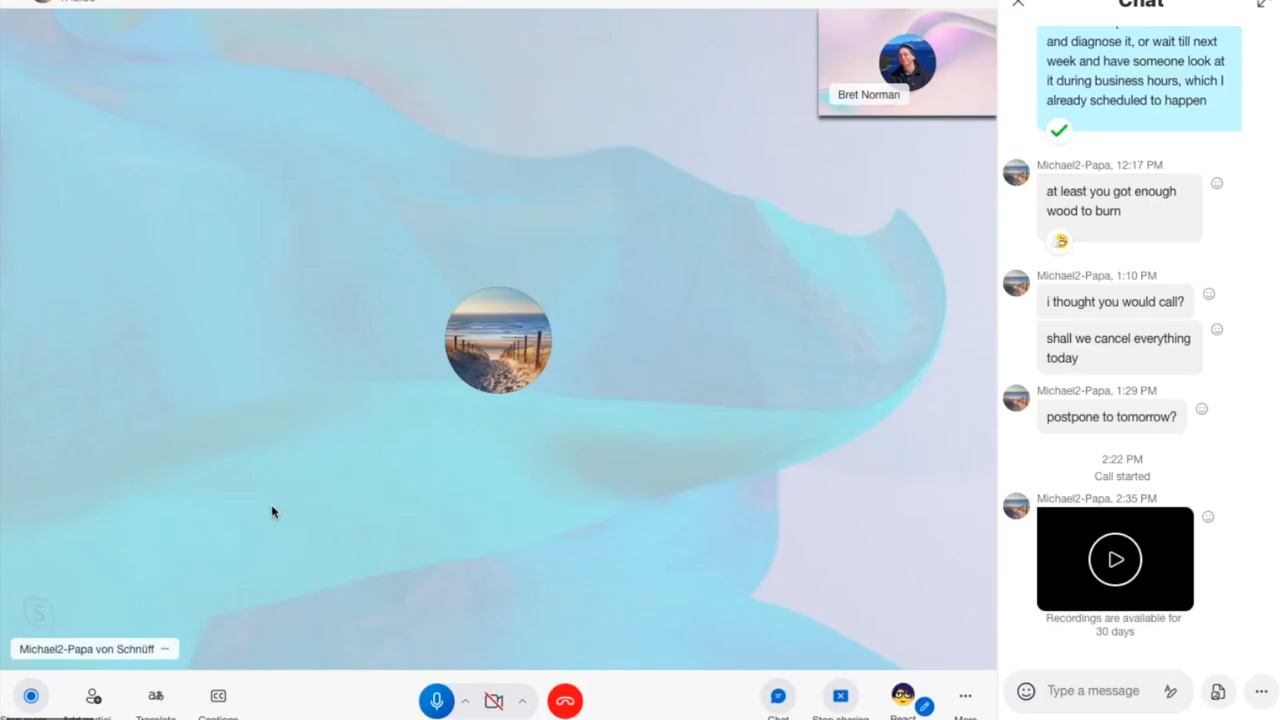 Chat
and diagnose it, or wait till next
week and have someone look at
it during business hours, which I
already scheduled to happen
Bret Norman
Michael2-Papa, 12:17 PM
at least you got enough
wood to burn
Michael2-Papa, 1:10 PM
i thought you would call?
shall we cancel everything
today
Michael2-Papa, 1:29 PM
postpone to tomorrow?
2:22 PM
Call started
Michael2-Papa, 2:35 PM
Recordings are available for
30 days
S
Michael2-Papa von Schnüff ···
Type a message
CC
Translate
Captions
Chat
Stop sharing
React
More